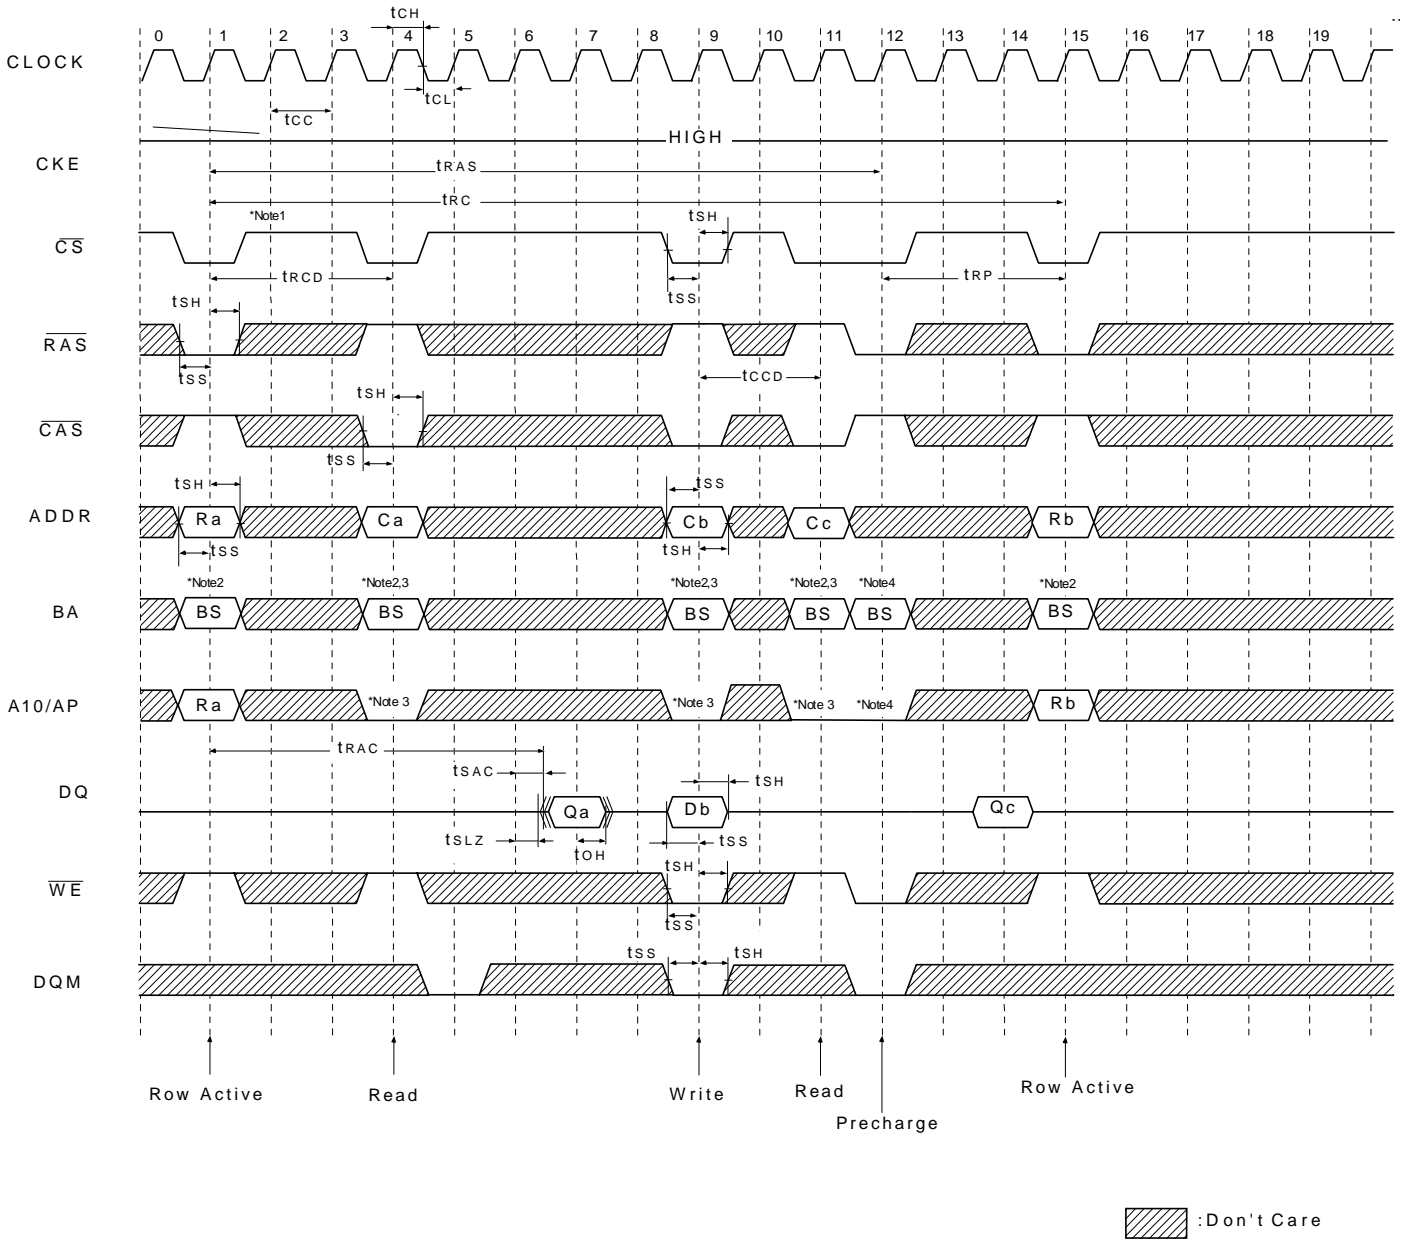 tCH
..
0 1 2 3 4 5 6 7 8 9 10 11 12 13 14 15 16 17 18 19
CLOCK
tCL
tCC
HIGH
CKE
tRAS
tRC
*Note1
tSH
CS
tRCD
tRP
tSS
tSH
RAS
tSS
tCCD
tSH
CAS
tSS
tSH
tSS
ADDR
Ra Ca Cb Cc Rb
tSS
tSH
*Note2 *Note2,3 *Note2,3 *Note2,3 *Note4 *Note2
BA
BS BS BS BS BS BS
A10/AP
Ra *Note 3 *Note 3 *Note 3 *Note4 Rb
tRAC
tSAC
tSH
DQ
Qa Db Qc
tSLZ
tOH
tSS
tSH
WE
tSS
tSS tSH
DQM
Row Active Read Write Read Row Active
Precharge
:Don't Care